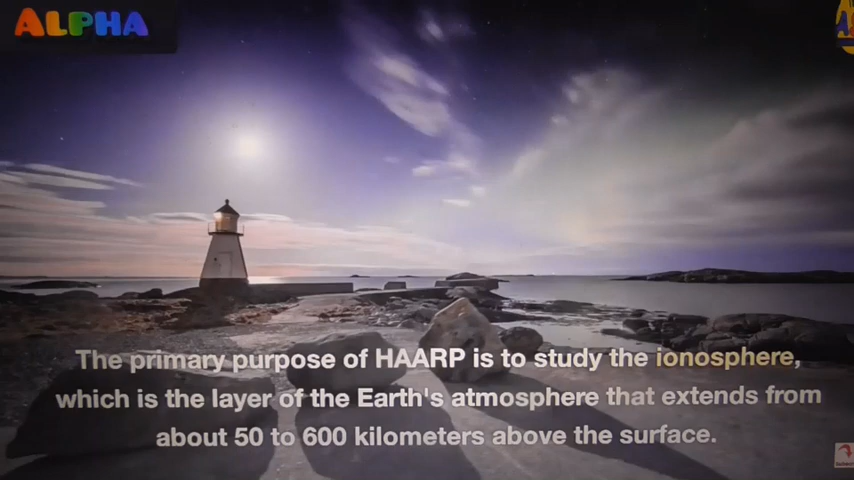 ALPHA
The primary purpose of HAARP is to study the ionosphere,
which is the layer of the Earth's atmosphere that extends from
about 50 to 600 kilometers above the surface.